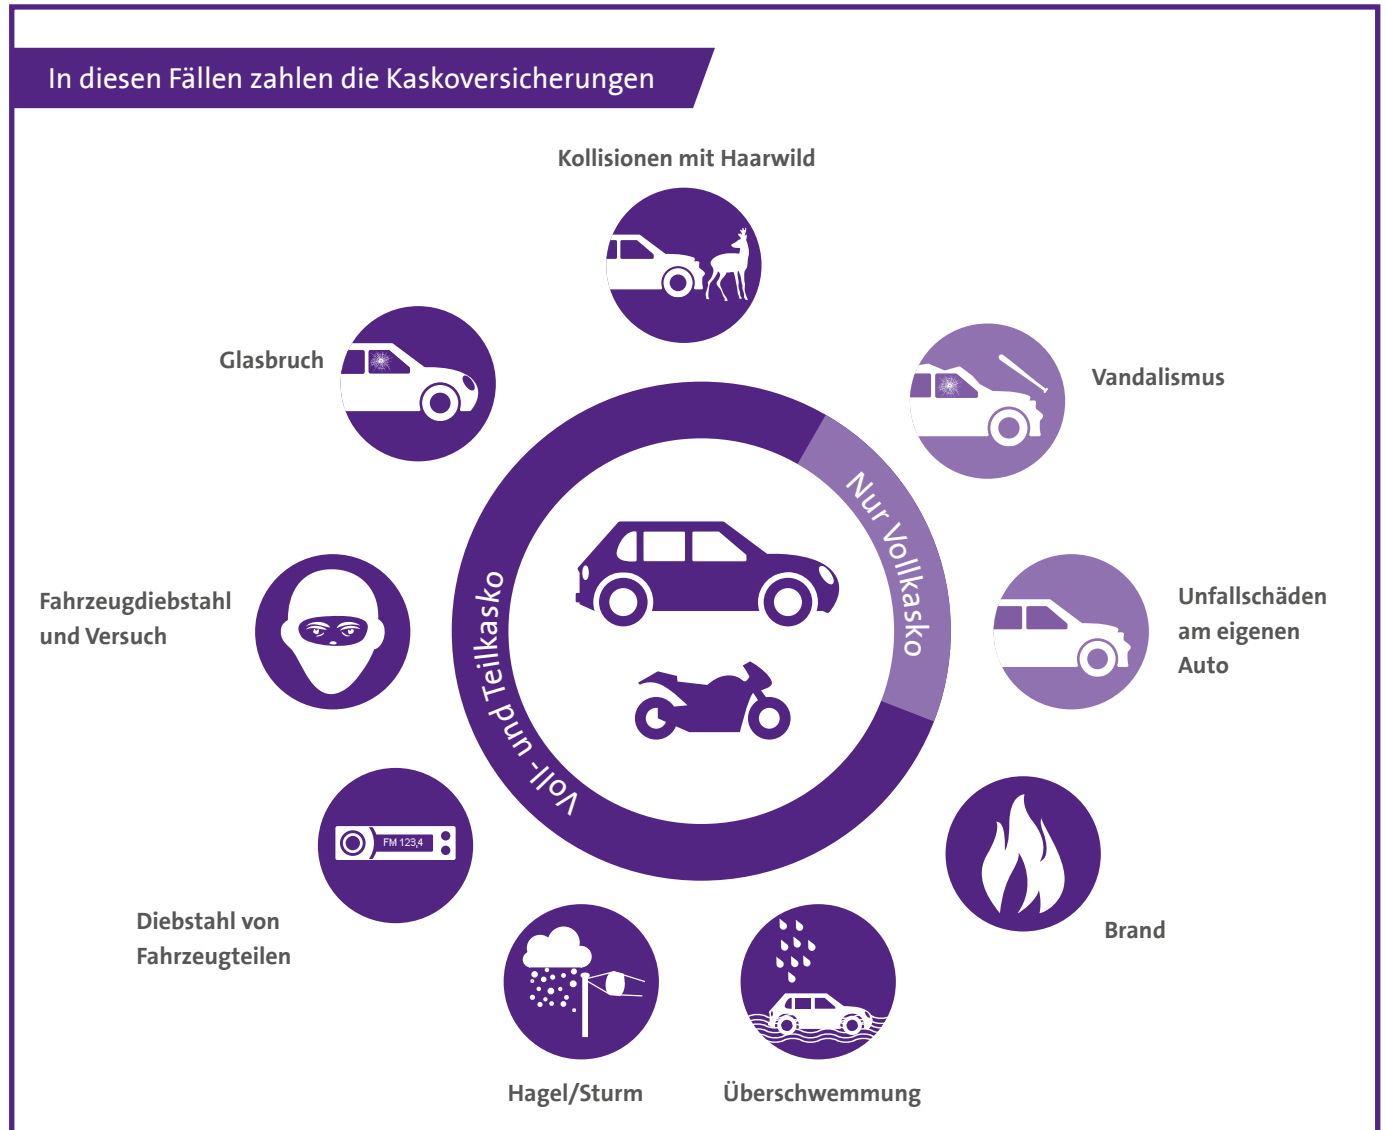 In diesen Fällen zahlen die Kaskoversicherungen
Kollisionen mit Haarwild
Glasbruch
Vandalismus
Nur Vollkasko
Fahrzeugdiebstahl
und Versuch
Unfallschäden
am eigenen
Auto
Voll- und Teilkasko
FM 123,4
Diebstahl von
Fahrzeugteilen
Brand
Hagel/Sturm
Überschwemmung